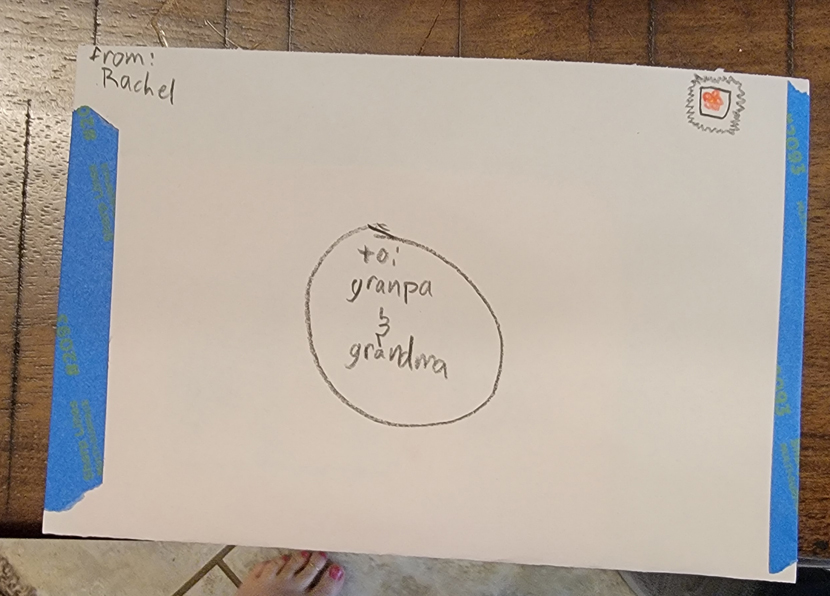 from:
Rachel
to:
granpa
&
grandma